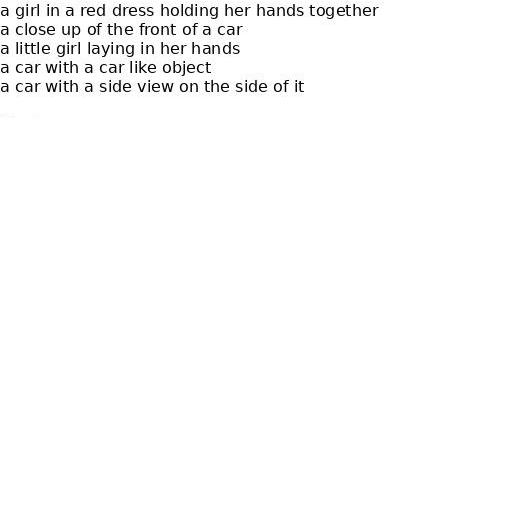 a girl in a red dress holding her hands together
a close up of the front of a car
a little girl laying in her hands
a car with a car like object
a car with a side view on the side of it